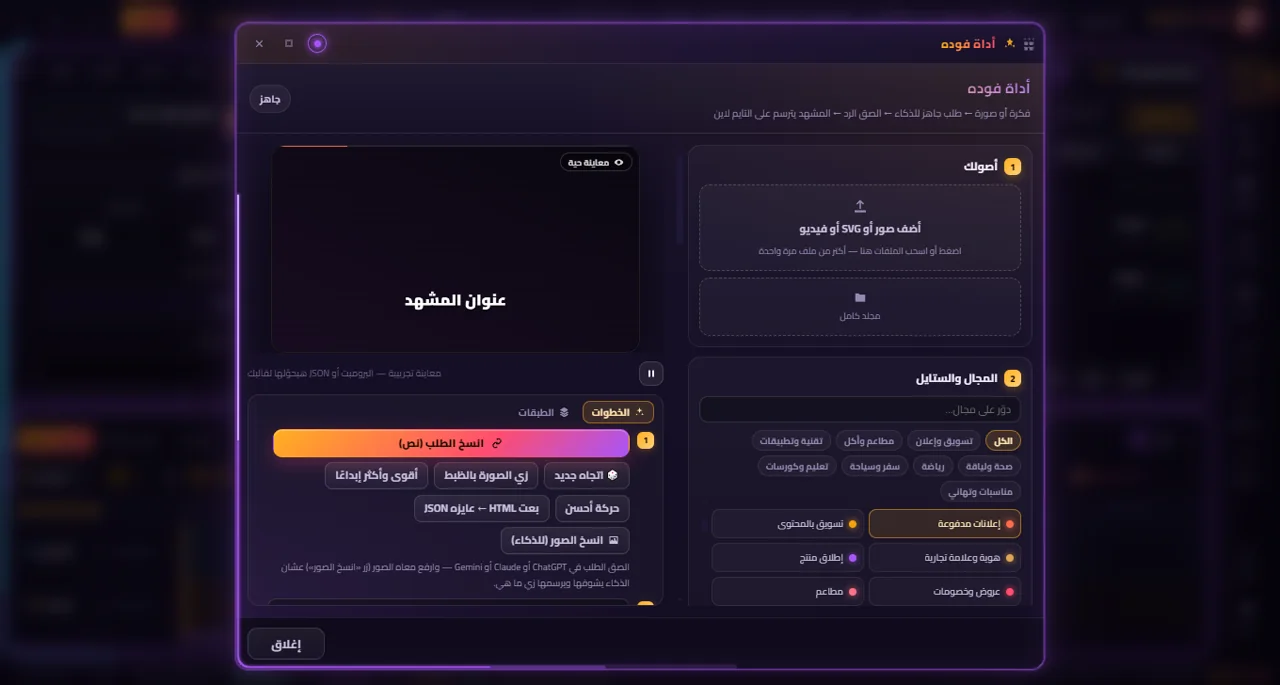 أداة فوده
أداة فوده
جاهز
فكرة أو صورة ← طلب جاهز للذكاء ← الصق الرد ← المشهد يترسم على التايم لاين
1 أصولك
أضف صور أو SVG أو فيديو
اضغط أو اسحب الملفات هنا — أكتر من ملف مرة واحدة
مجلد كامل
2 المجال والستايل
دوّر على مجال...
الكل تسويق وإعلان مطاعم وأكل تقنية وتطبيقات
صحة ولياقة رياضة سفر وسياحة تعليم وكورسات
مناسبات وتهاني
إعلانات مدفوعة تسويق بالمحتوى
هوية وعلامة تجارية إطلاق منتج
عروض وخصومات مطاعم
معاينة حية
عنوان المشهد
معاينة تجريبية — البرومبت أو JSON هيحوّلها لقالبك
الخطوات الطبقات
1 انسخ الطلب (نص)
اتجاه جديد زي الصورة بالظبط أقوى وأكثر إبداعًا
حركة أحسن بعت HTML ← عايزه JSON
انسخ الصور (للذكاء)
الصق الطلب في ChatGPT أو Claude أو Gemini — وارفع معاه الصور (زر «انسخ الصور») عشان
الذكاء يشوفها ويرسمها زي ما هي.
إغلاق